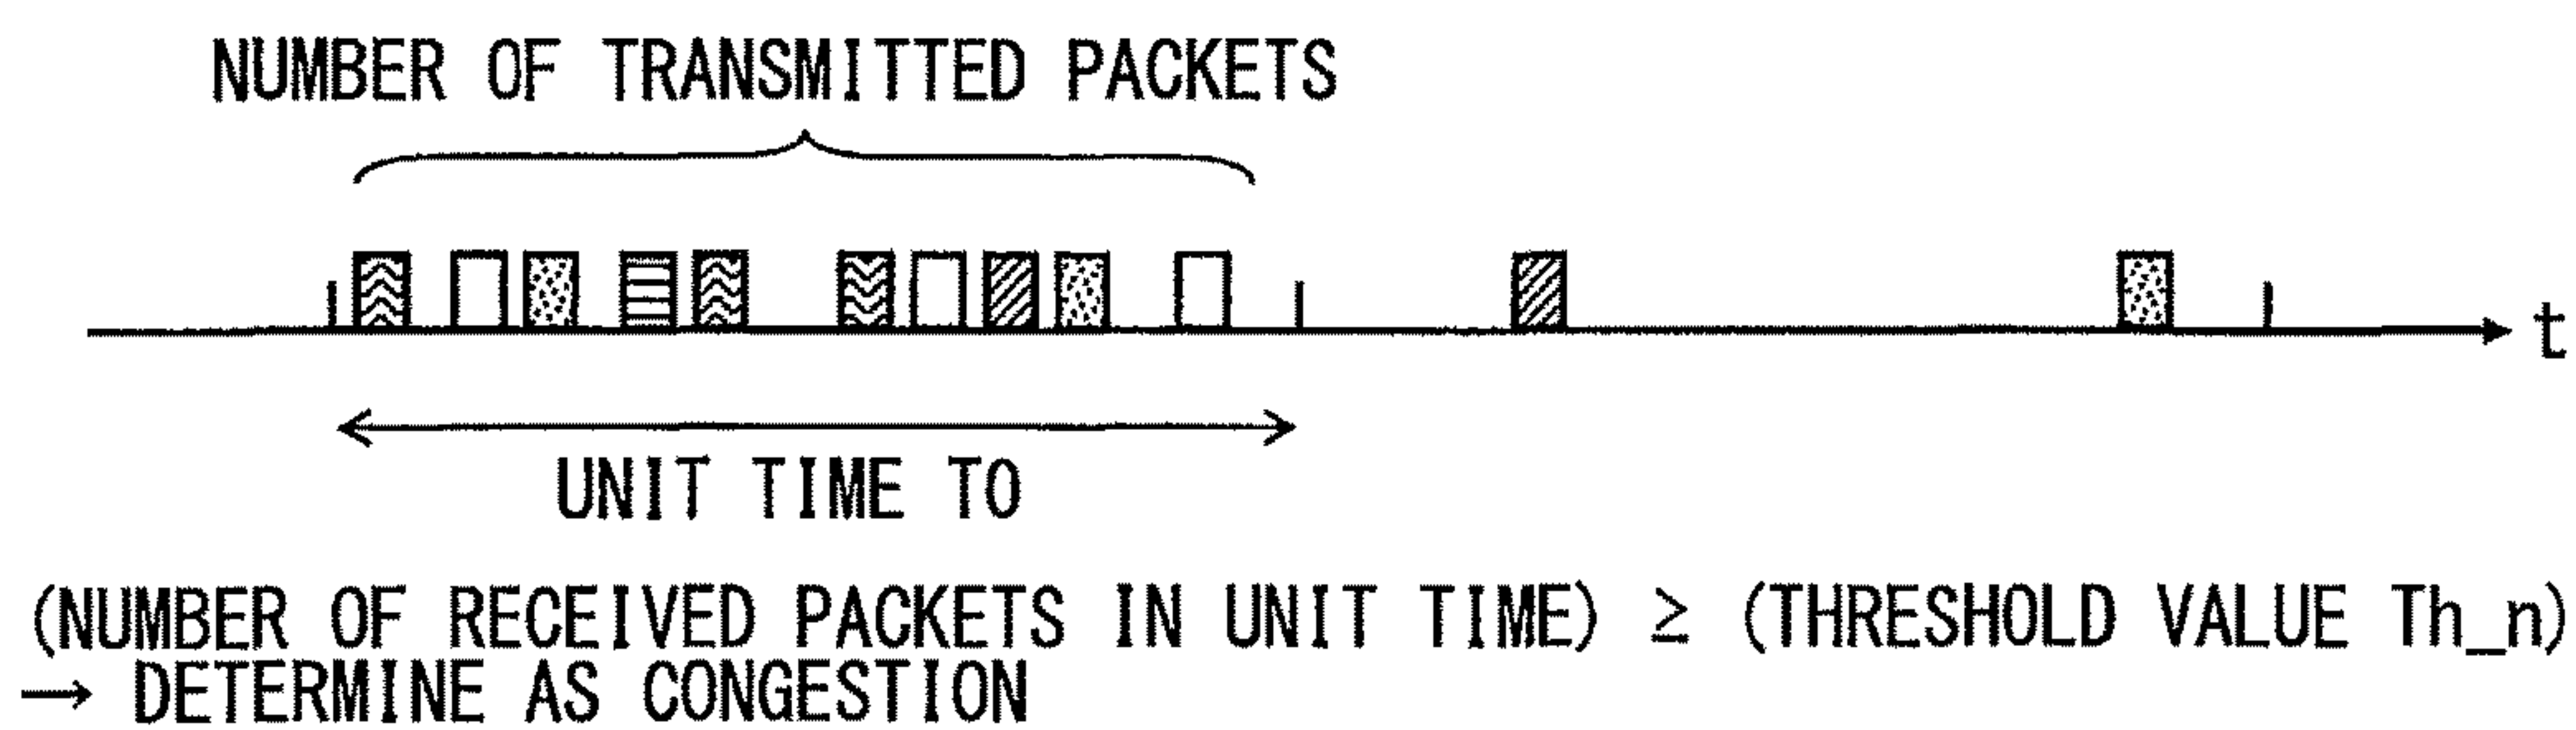 NUMBER OF TRANSMITTED PACKETS
t
UNIT TIME TO
(NUMBER OF RECEIVED PACKETS IN UNIT TIME) ≥ (THRESHOLD VALUE Th_n)
→ DETERMINE AS CONGESTION